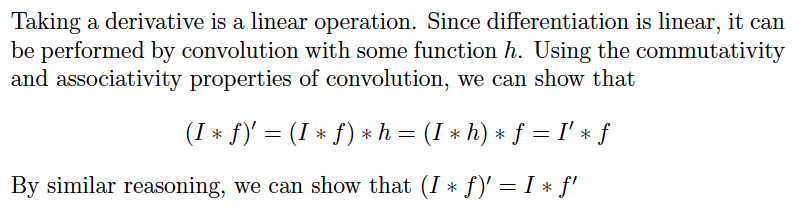 Taking a derivative is a linear operation. Since differentiation is linear, it can
be performed by convolution with some function h. Using the commutativity
and associativity properties of convolution, we can show that
(I ∗ f)′ = (I ∗ f) ∗ h = (I ∗ h) ∗ f = I′ ∗ f
By similar reasoning, we can show that (I ∗ f)′ = I ∗ f′